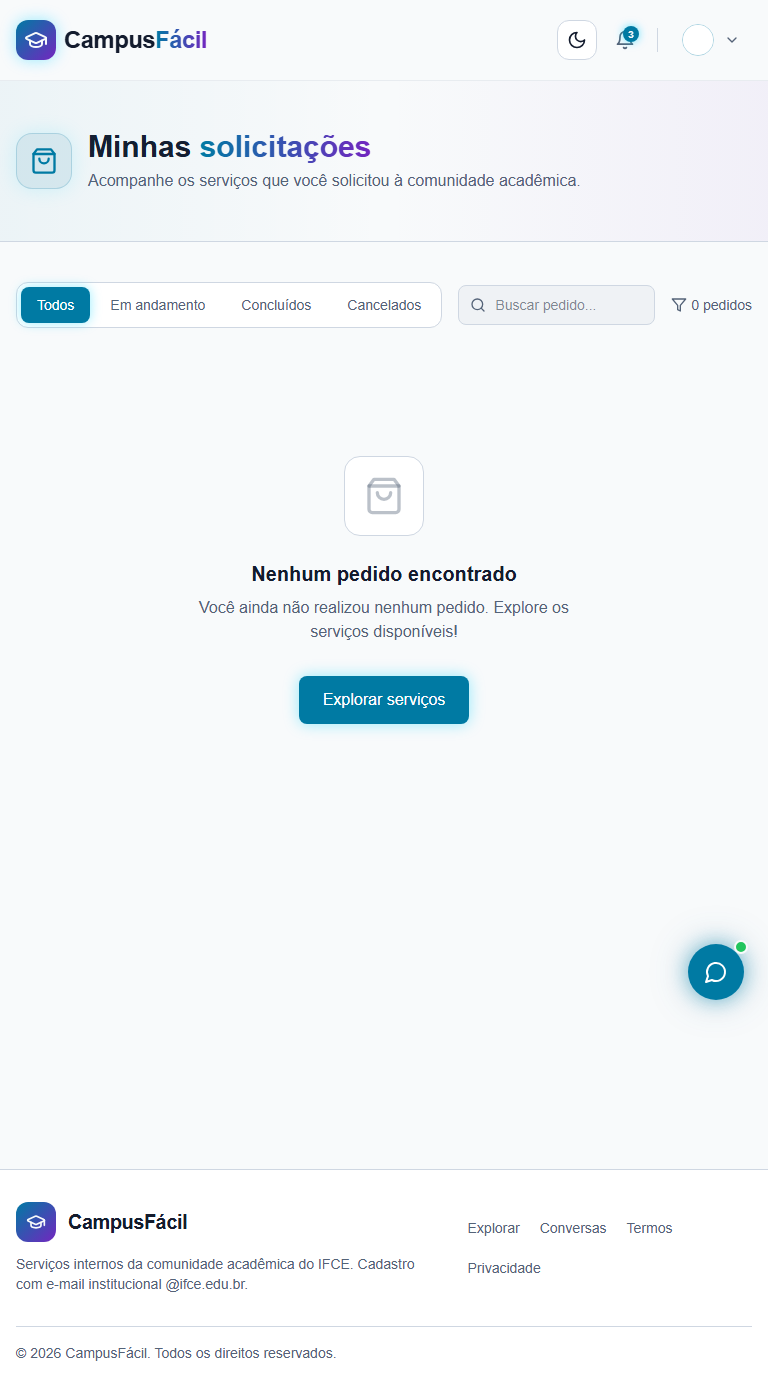 CampusFácil
3
Minhas solicitações
Acompanhe os serviços que você solicitou à comunidade acadêmica.
Todos
Em andamento
Concluídos
Cancelados
Buscar pedido...
0 pedidos
Nenhum pedido encontrado
Você ainda não realizou nenhum pedido. Explore os
serviços disponíveis!
Explorar serviços
CampusFácil
Serviços internos da comunidade acadêmica do IFCE. Cadastro
com e-mail institucional @ifce.edu.br.
Explorar
Conversas
Termos
Privacidade
© 2026 CampusFácil. Todos os direitos reservados.